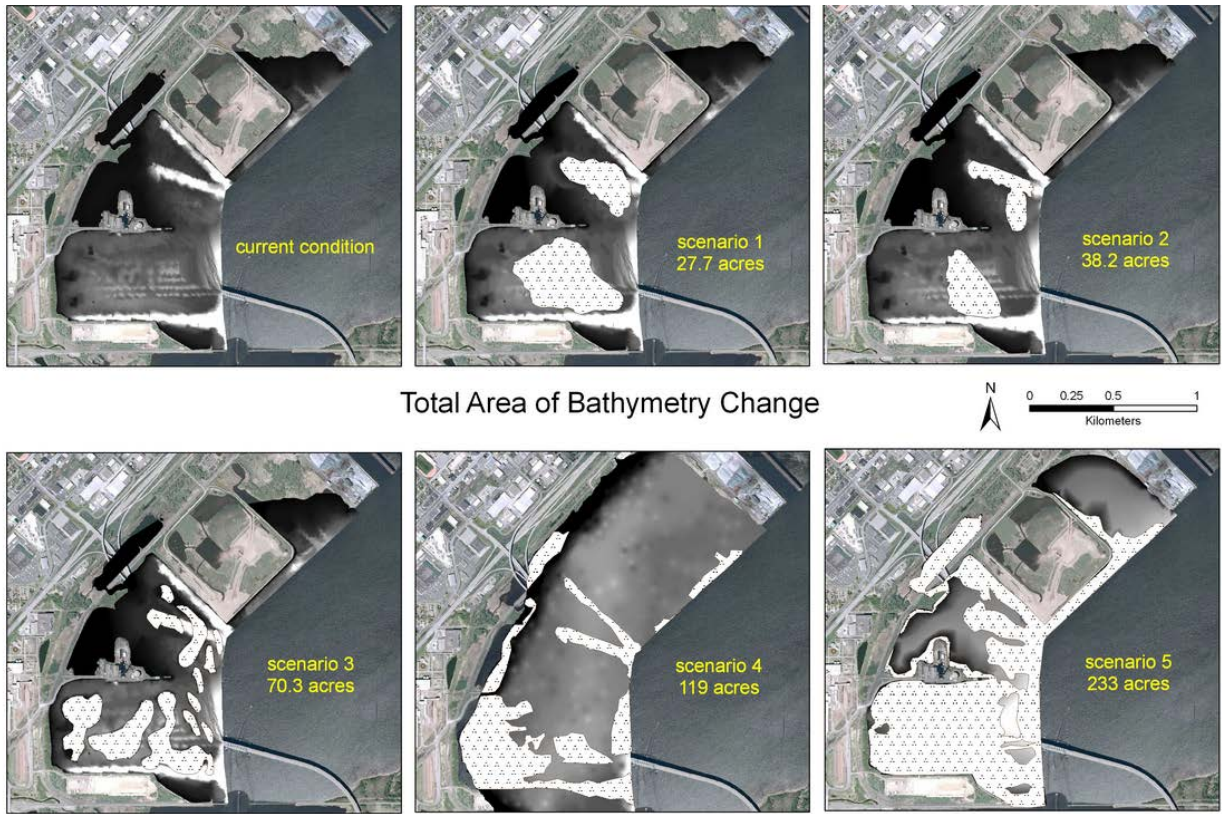 current condition
scenario 1
27.7 acres
scenario 2
38.2 acres
Total Area of Bathymetry Change
N
0 0.25 0.5 1
Kilometers
scenario 3
70.3 acres
scenario 4
119 acres
scenario 5
233 acres